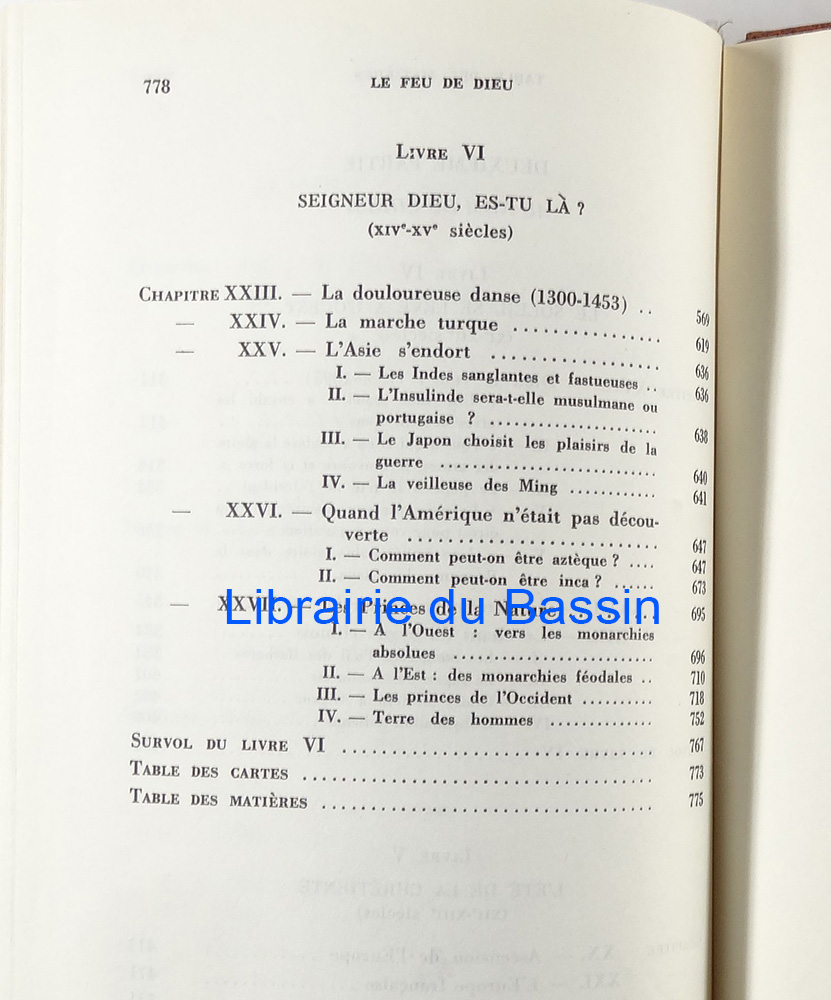 778 LE FEU DE DIEU
LIVRE VI
SEIGNEUR DIEU, ES-TU LÀ ?
(XIVe-XVe siècles)
CHAPITRE XXIII. — La douloureuse danse (1300-1453) .. 569
— XXIV. — La marche turque ................ 619
— XXV. — L'Asie s'endort .................. 636
I. — Les Indes sanglantes et fastueuses .. 636
II. — L'Insulinde sera-t-elle musulmane ou
portugaise ? ...................... 638
III. — Le Japon choisit les plaisirs de la
guerre ............................ 640
IV. — La veilleuse des Ming ............ 641
— XXVI. — Quand l'Amérique n'était pas décou-
verte .......................... 647
I. — Comment peut-on être aztèque ? .... 647
II. — Comment peut-on être inca ? ...... 673
— XXVII. — Les Princes de la Nature ........ 695
Librairie du Bassin
I. — A l'Ouest : vers les monarchies
absolues .......................... 696
II. — A l'Est : des monarchies féodales .. 710
III. — Les princes de l'Occident .......... 718
IV. — Terre des hommes .............. 752
SURVOL DU LIVRE VI .............................. 767
TABLE DES CARTES .................................. 773
TABLE DES MATIÈRES ................................ 775